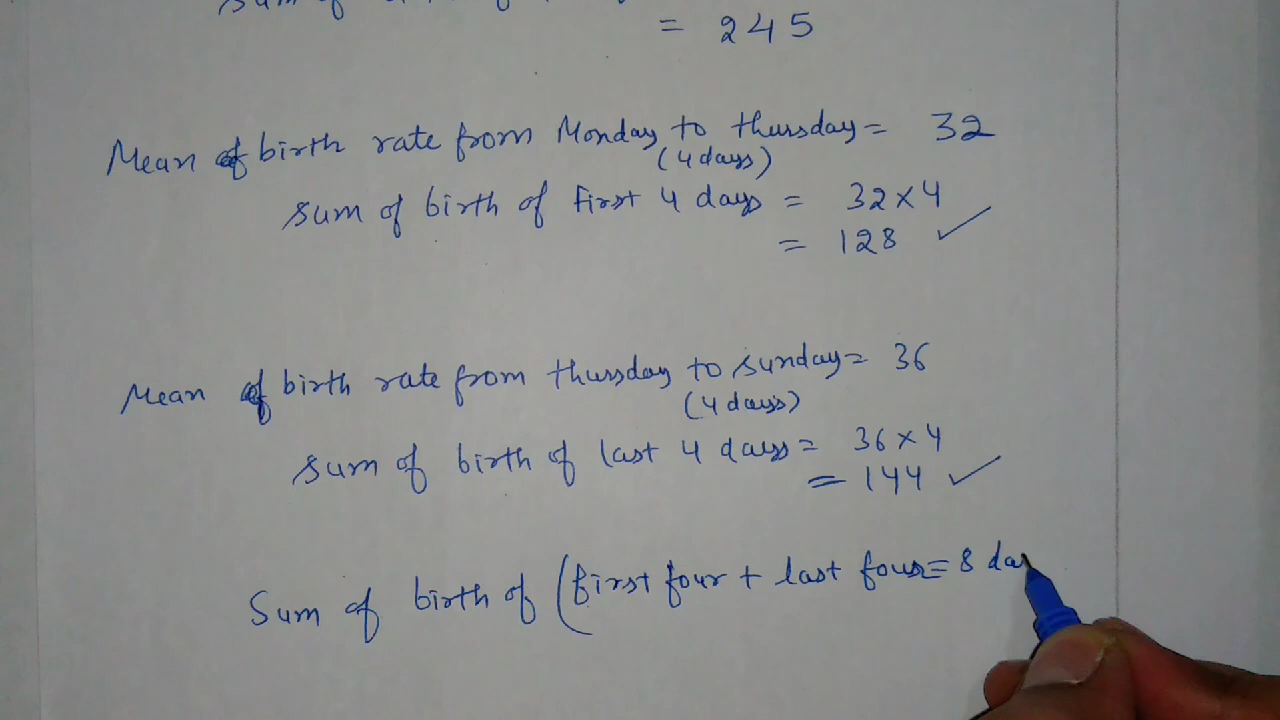 sum of
= 245
Mean of birth rate from Monday to thursday = 32
(4 days)
sum of birth of first 4 days = 32 x 4
= 128 ✓
Mean of birth rate from thursday to sunday = 36
(4 days)
sum of birth of last 4 days = 36 x 4
= 144 ✓
Sum of birth of (first four + last four = 8 da